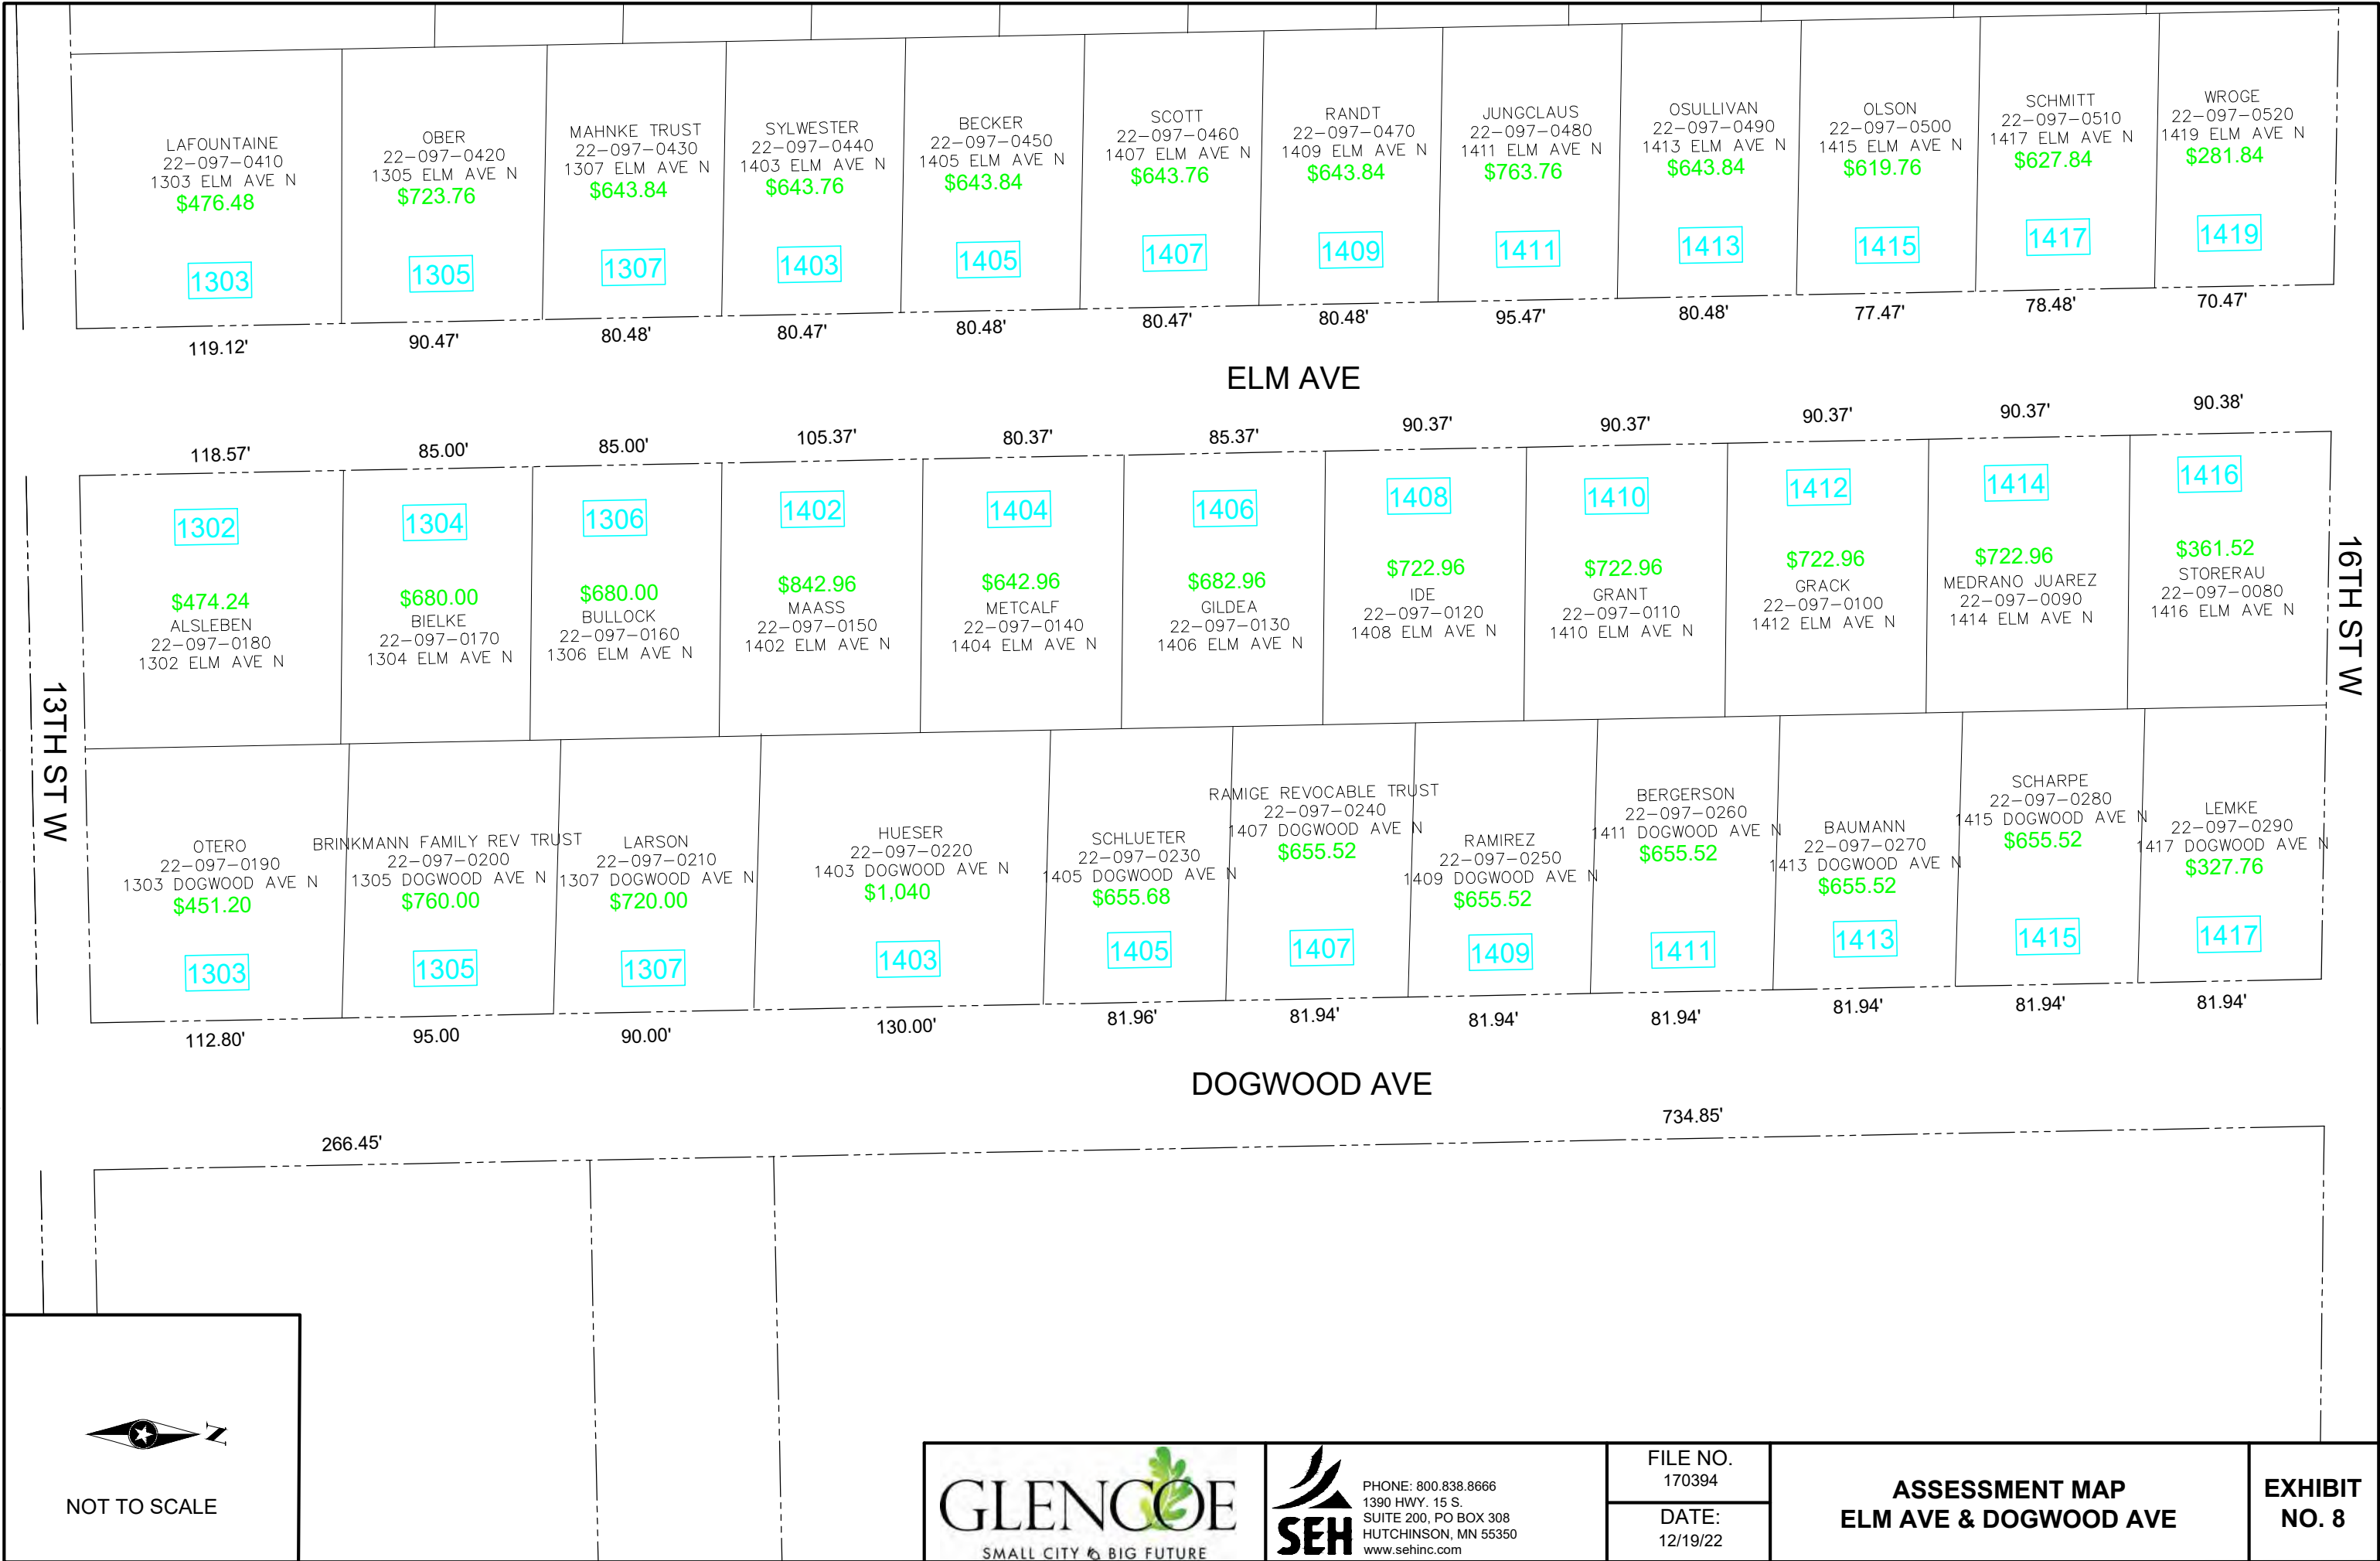 LAFOUNTAINE
22-097-0410
1303 ELM AVE N
$476.48
1303
119.12'
OBER
22-097-0420
1305 ELM AVE N
$723.76
1305
90.47'
MAHNKE TRUST
22-097-0430
1307 ELM AVE N
$643.84
1307
80.48'
SYLWESTER
22-097-0440
1403 ELM AVE N
$643.76
1403
80.47'
BECKER
22-097-0450
1405 ELM AVE N
$643.84
1405
80.48'
SCOTT
22-097-0460
1407 ELM AVE N
$643.76
1407
80.47'
RANDT
22-097-0470
1409 ELM AVE N
$643.84
1409
80.48'
JUNGCLAUS
22-097-0480
1411 ELM AVE N
$763.76
1411
95.47'
OSULLIVAN
22-097-0490
1413 ELM AVE N
$643.84
1413
80.48'
OLSON
22-097-0500
1415 ELM AVE N
$619.76
1415
77.47'
SCHMITT
22-097-0510
1417 ELM AVE N
$627.84
1417
78.48'
WROGE
22-097-0520
1419 ELM AVE N
$281.84
1419
70.47'
ELM AVE
118.57'
1302
$474.24
ALSLEBEN
22-097-0180
1302 ELM AVE N
85.00'
1304
$680.00
BIELKE
22-097-0170
1304 ELM AVE N
85.00'
1306
$680.00
BULLOCK
22-097-0160
1306 ELM AVE N
105.37'
1402
$842.96
MAASS
22-097-0150
1402 ELM AVE N
80.37'
1404
$642.96
METCALF
22-097-0140
1404 ELM AVE N
85.37'
1406
$682.96
GILDEA
22-097-0130
1406 ELM AVE N
90.37'
1408
$722.96
IDE
22-097-0120
1408 ELM AVE N
90.37'
1410
$722.96
GRANT
22-097-0110
1410 ELM AVE N
90.37'
1412
$722.96
GRACK
22-097-0100
1412 ELM AVE N
90.37'
1414
$722.96
MEDRANO JUAREZ
22-097-0090
1414 ELM AVE N
90.38'
1416
$361.52
STORERAU
22-097-0080
1416 ELM AVE N
16TH ST W
13TH ST W
OTERO
22-097-0190
1303 DOGWOOD AVE N
$451.20
1303
112.80'
BRINKMANN FAMILY REV TRUST
22-097-0200
1305 DOGWOOD AVE N
$760.00
1305
95.00
LARSON
22-097-0210
1307 DOGWOOD AVE N
$720.00
1307
90.00'
HUESER
22-097-0220
1403 DOGWOOD AVE N
$1,040
1403
130.00'
SCHLUETER
22-097-0230
1405 DOGWOOD AVE N
$655.68
1405
81.96'
RAMIGE REVOCABLE TRUST
22-097-0240
1407 DOGWOOD AVE N
$655.52
1407
81.94'
RAMIREZ
22-097-0250
1409 DOGWOOD AVE N
$655.52
1409
81.94'
BERGERSON
22-097-0260
1411 DOGWOOD AVE N
$655.52
1411
81.94'
BAUMANN
22-097-0270
1413 DOGWOOD AVE N
$655.52
1413
81.94'
SCHARPE
22-097-0280
1415 DOGWOOD AVE N
$655.52
1415
81.94'
LEMKE
22-097-0290
1417 DOGWOOD AVE N
$327.76
1417
81.94'
DOGWOOD AVE
266.45'
734.85'
N
NOT TO SCALE
GLENCOE
SMALL CITY BIG FUTURE
SEH
PHONE: 800.838.8666
1390 HWY. 15 S.
SUITE 200, PO BOX 308
HUTCHINSON, MN 55350
www.sehinc.com
FILE NO.
170394
DATE:
12/19/22
ASSESSMENT MAP
ELM AVE & DOGWOOD AVE
EXHIBIT
NO. 8